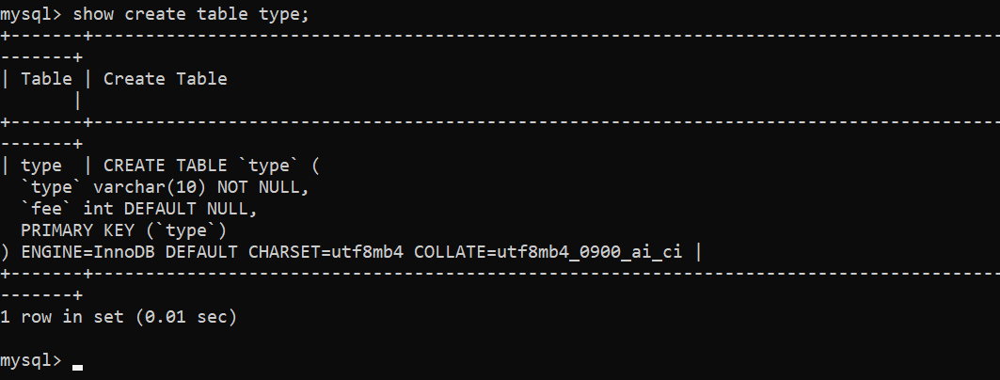 mysql> show create table type;
+-------+----------------------------------------------------------------------------------------
-------+
| Table | Create Table
       |
+-------+----------------------------------------------------------------------------------------
-------+
| type  | CREATE TABLE `type` (
  `type` varchar(10) NOT NULL,
  `fee` int DEFAULT NULL,
  PRIMARY KEY (`type`)
) ENGINE=InnoDB DEFAULT CHARSET=utf8mb4 COLLATE=utf8mb4_0900_ai_ci |
+-------+----------------------------------------------------------------------------------------
-------+
1 row in set (0.01 sec)
mysql>